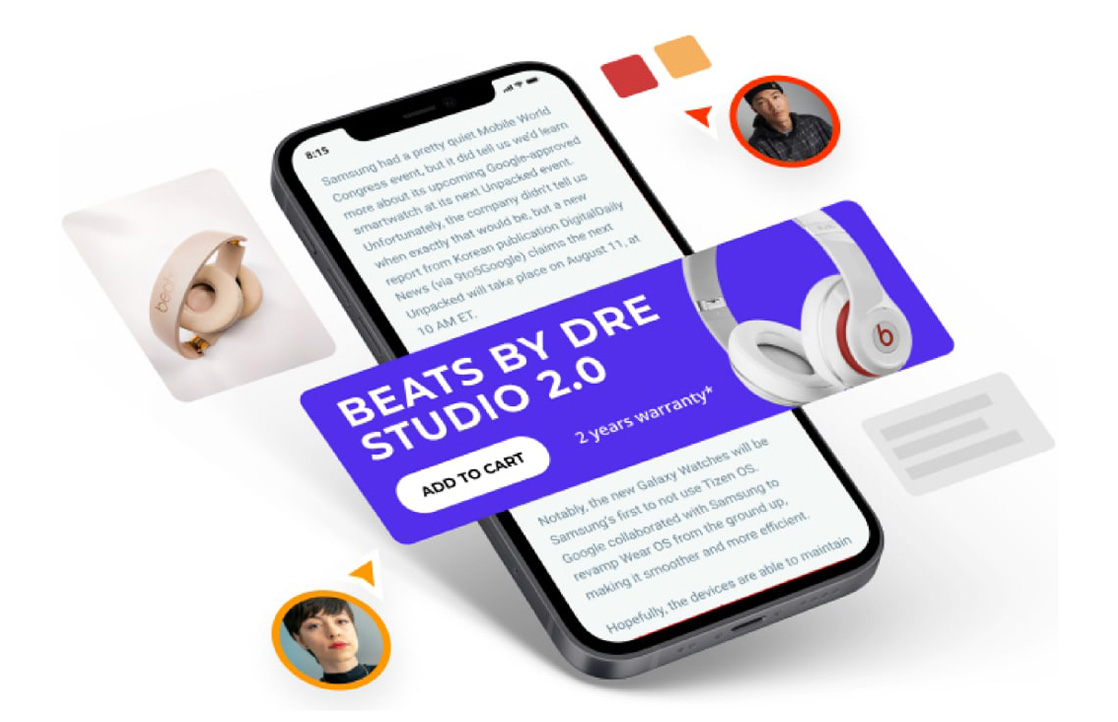 8:15
Samsung had a pretty quiet Mobile World
Congress event, but it did tell us we'd learn
more about its upcoming Google-approved
smartwatch at its next Unpacked event.
Unfortunately, the company didn't tell us
when exactly that would be, but a new
report from Korean publication DigitalDaily
News (via 9to5Google) claims the next
Unpacked will take place on August 11, at
10 AM ET.
beats
BEATS BY DRE
STUDIO 2.0
2 years warranty*
ADD TO CART
b
Notably, the new Galaxy Watches will be
Samsung's first to not use Tizen OS.
Google collaborated with Samsung to
revamp Wear OS from the ground up,
making it smoother and more efficient.
Hopefully, the devices are able to maintain